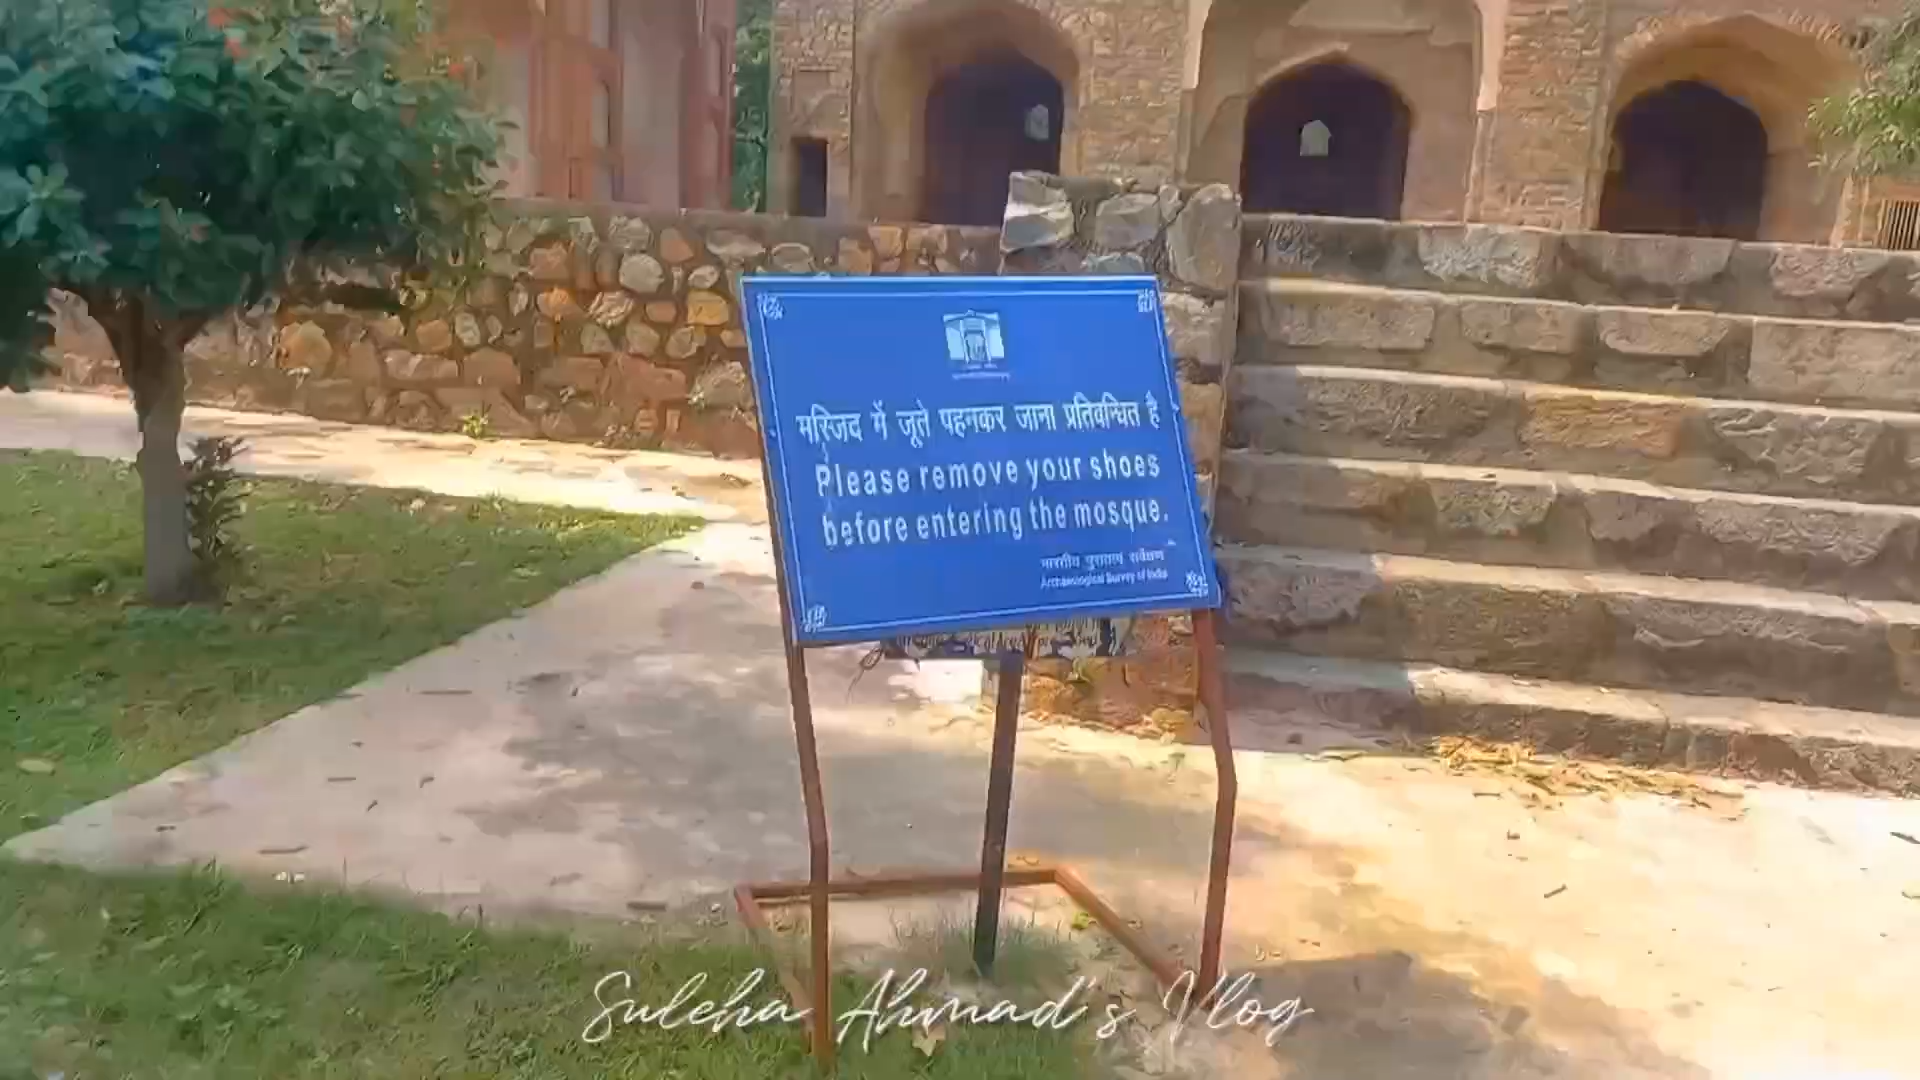 मस्जिद में जूते पहनकर जाना प्रतिबन्धित है
Please remove your shoes
before entering the mosque.
भारतीय पुरातत्व सर्वेक्षण
Archaeological Survey of India
Suleha Ahmad's Vlog